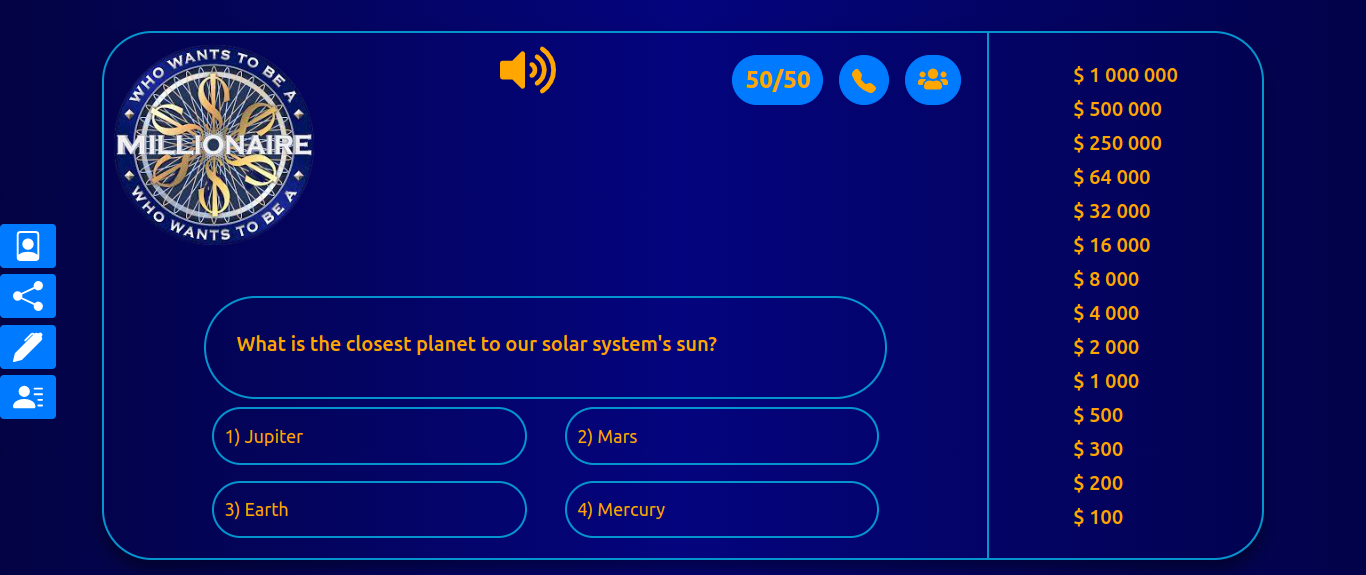 WHO WANTS TO BE A
MILLIONAIRE
WHO WANTS TO BE A
50/50
What is the closest planet to our solar system's sun?
1) Jupiter
2) Mars
3) Earth
4) Mercury
$ 1 000 000
$ 500 000
$ 250 000
$ 64 000
$ 32 000
$ 16 000
$ 8 000
$ 4 000
$ 2 000
$ 1 000
$ 500
$ 300
$ 200
$ 100